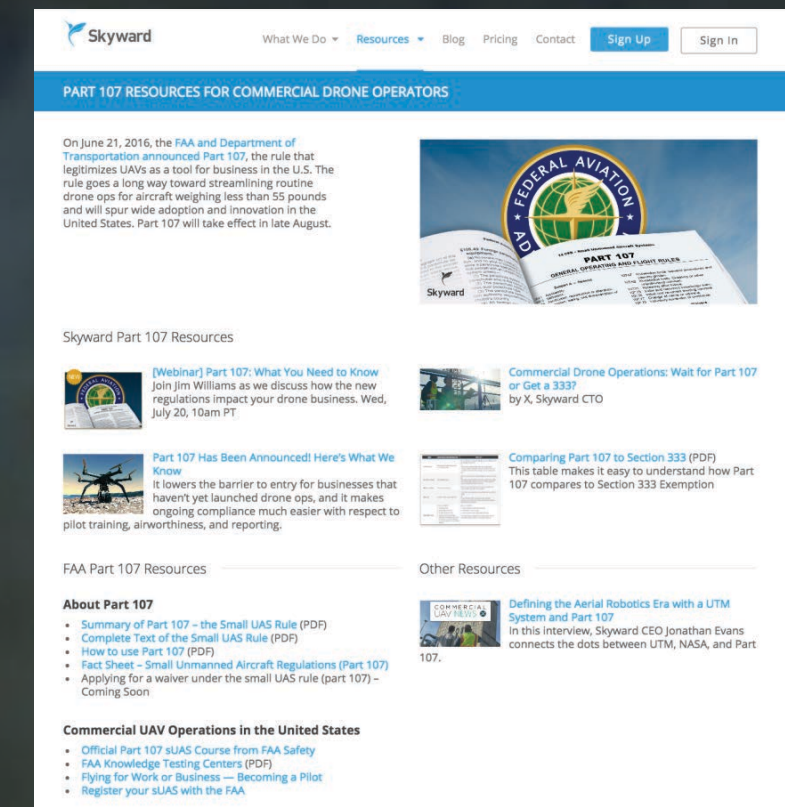 Skyward
What We Do
Resources
Blog
Pricing
Contact
Sign Up
Sign In
PART 107 RESOURCES FOR COMMERCIAL DRONE OPERATORS
On June 21, 2016, the FAA and Department of
Transportation announced Part 107, the rule that
legitimizes UAVs as a tool for business in the U.S. The
rule goes a long way toward streamlining routine
drone ops for aircraft weighing less than 55 pounds
and will spur wide adoption and innovation in the
United States. Part 107 will take effect in late August.
FEDERAL AVIATION
PART 107
GENERAL OPERATING AND FLIGHT RULES
Skyward
Skyward Part 107 Resources
[Webinar] Part 107: What You Need to Know
Join Jim Williams as we discuss how the new
regulations impact your drone business. Wed,
July 20, 10am PT
Commercial Drone Operations: Wait for Part 107
or Get a 333?
by X, Skyward CTO
Part 107 Has Been Announced! Here's What We
Know
It lowers the barrier to entry for businesses that
haven't yet launched drone ops, and it makes
ongoing compliance much easier with respect to
pilot training, airworthiness, and reporting.
Comparing Part 107 to Section 333 (PDF)
This table makes it easy to understand how Part
107 compares to Section 333 Exemption
FAA Part 107 Resources
About Part 107
• Summary of Part 107 – the Small UAS Rule (PDF)
• Complete Text of the Small UAS Rule (PDF)
• How to use Part 107 (PDF)
• Fact Sheet – Small Unmanned Aircraft Regulations (Part 107)
• Applying for a waiver under the small UAS rule (part 107) –
Coming Soon
Commercial UAV Operations in the United States
• Official Part 107 sUAS Course from FAA Safety
• FAA Knowledge Testing Centers (PDF)
• Flying for Work or Business — Becoming a Pilot
• Register your sUAS with the FAA
Other Resources
COMMERCIAL
UAV NEWS
Defining the Aerial Robotics Era with a UTM
System and Part 107
In this interview, Skyward CEO Jonathan Evans
connects the dots between UTM, NASA, and Part
107.